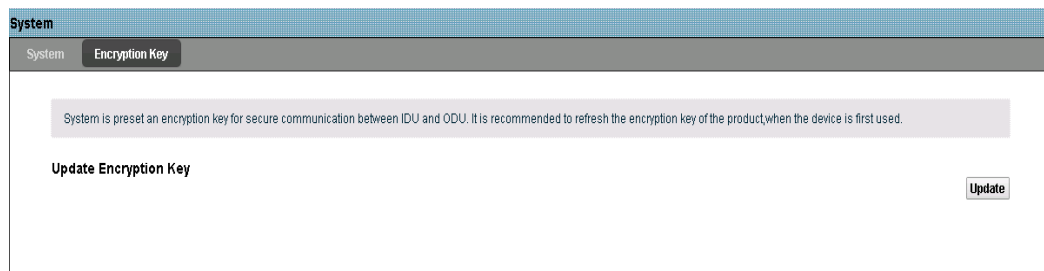 System
System Encryption Key
System is preset an encryption key for secure communication between IDU and ODU. It is recommended to refresh the encryption key of the product,when the device is first used.
Update Encryption Key
Update